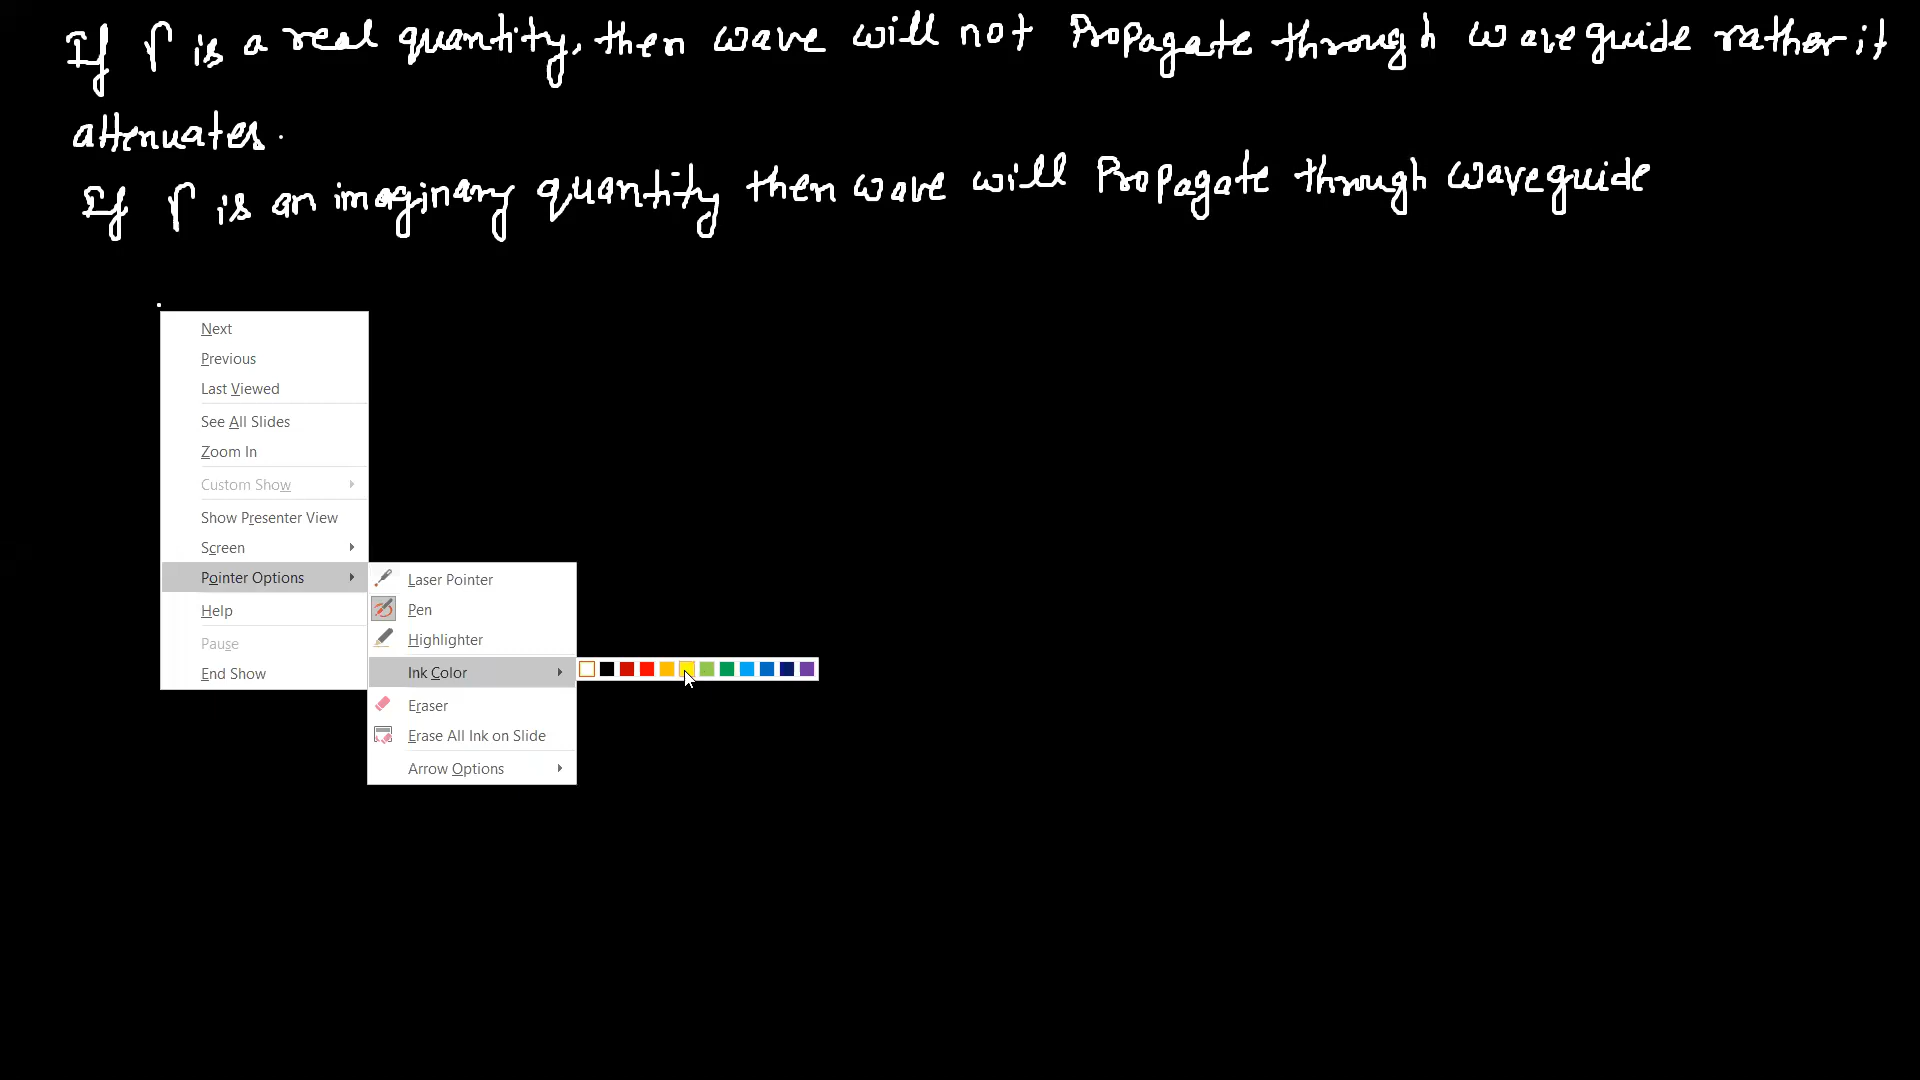 If Γ is a real quantity, then wave will not Propagate through waveguide rather it
attenuates.
If Γ is an imaginary quantity then wave will Propagate through waveguide
Next
Previous
Last Viewed
See All Slides
Zoom In
Custom Show
Show Presenter View
Screen
Pointer Options
Help
Pause
End Show
Laser Pointer
Pen
Highlighter
Ink Color
Eraser
Erase All Ink on Slide
Arrow Options